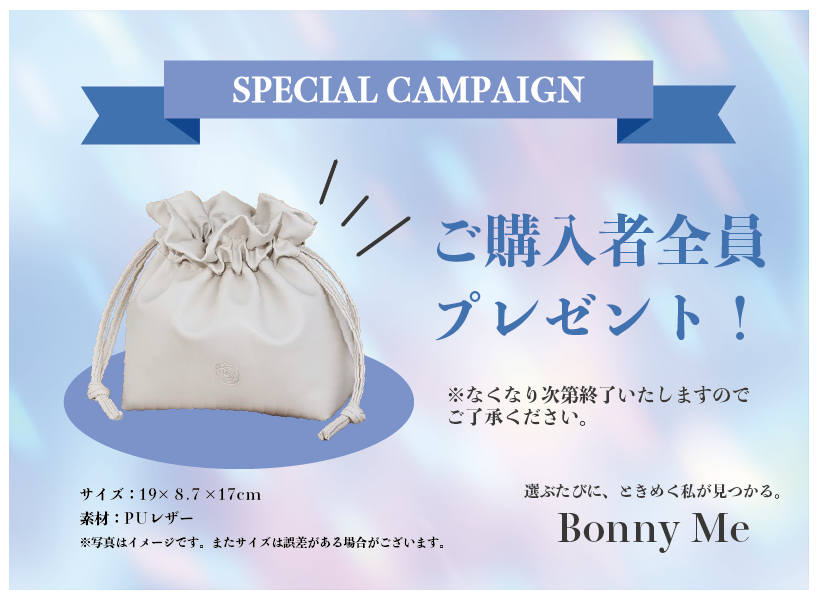 SPECIAL CAMPAIGN
ご購入者全員
プレゼント！
※なくなり次第終了いたしますので
ご了承ください。
サイズ：19× 8.7 ×17cm
素材：PUレザー
※写真はイメージです。またサイズは誤差がある場合がございます。
選ぶたびに、ときめく私が見つかる。
Bonny Me